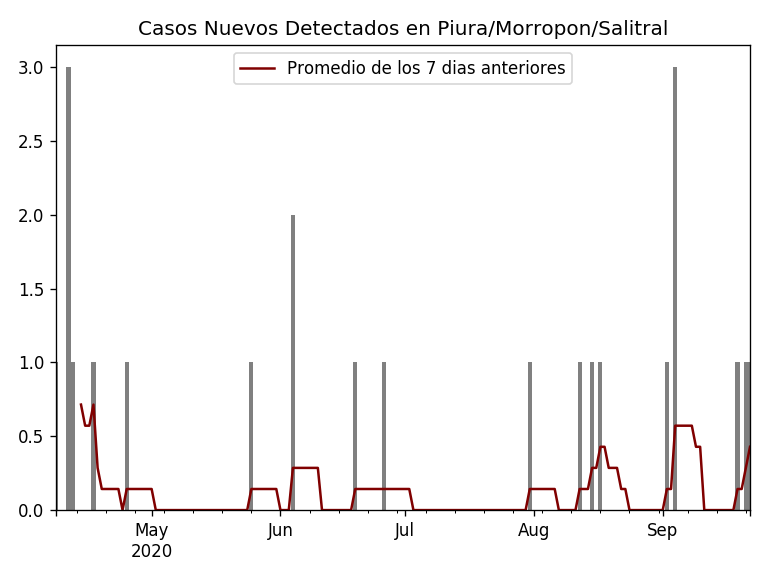 Casos Nuevos Detectados en Piura/Morropon/Salitral
Promedio de los 7 dias anteriores
3.0
2.5
2.0
1.5
1.0
0.5
0.0
May Jun Jul Aug Sep
2020